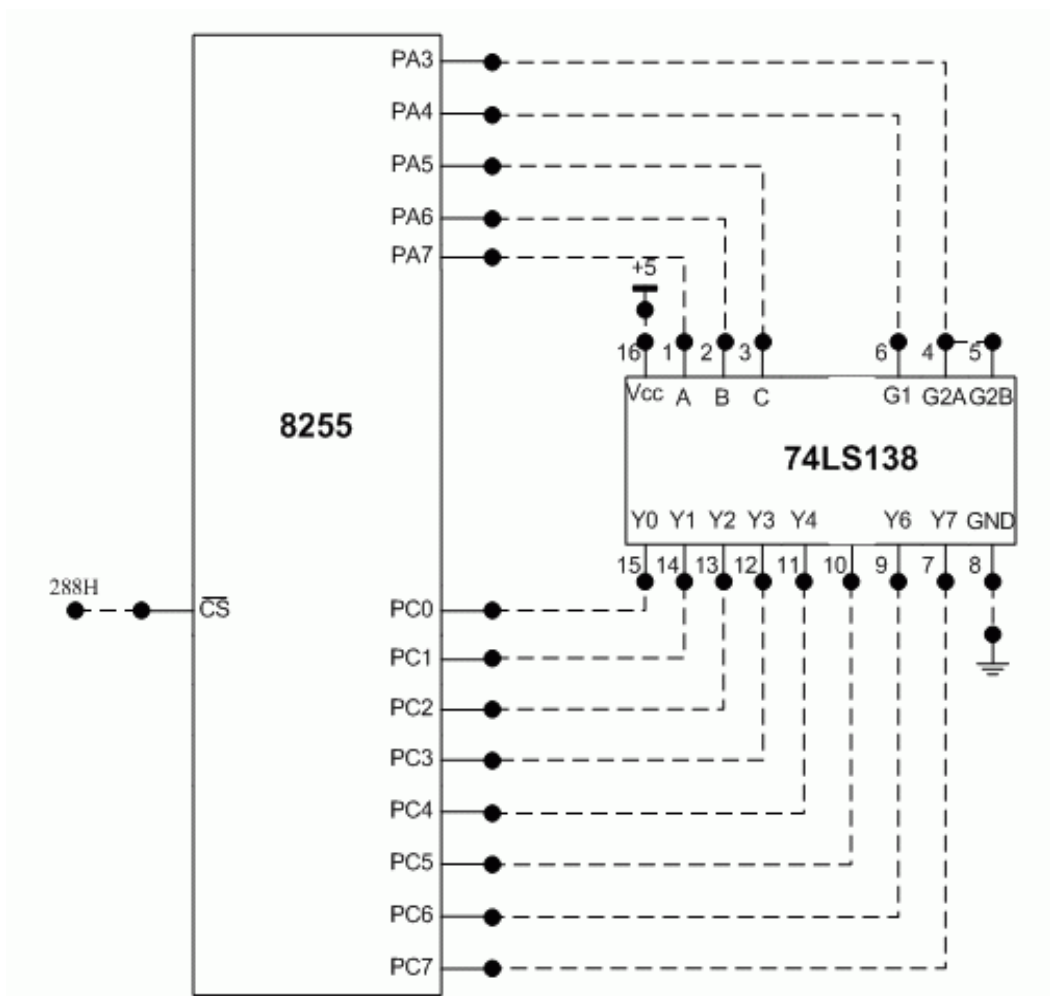 PA3
PA4
PA5
PA6
PA7
+5
16 1 2 3 6 4 5
Vcc A B C G1 G2A G2B
8255
74LS138
Y0 Y1 Y2 Y3 Y4 Y6 Y7 GND
15 14 13 12 11 10 9 7 8
288H
CS
PC0
PC1
PC2
PC3
PC4
PC5
PC6
PC7